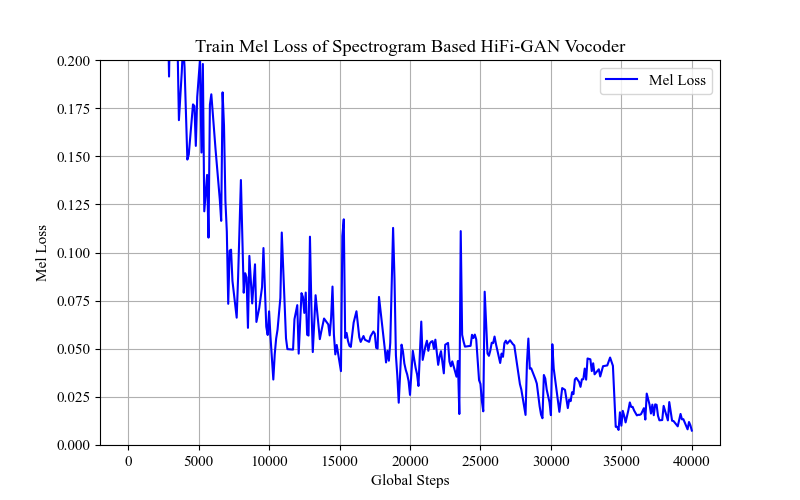 Train Mel Loss of Spectrogram Based HiFi-GAN Vocoder
Mel Loss
0.200
0.175
0.150
0.125
0.100
0.075
0.050
0.025
0.000
Mel Loss
0 5000 10000 15000 20000 25000 30000 35000 40000
Global Steps